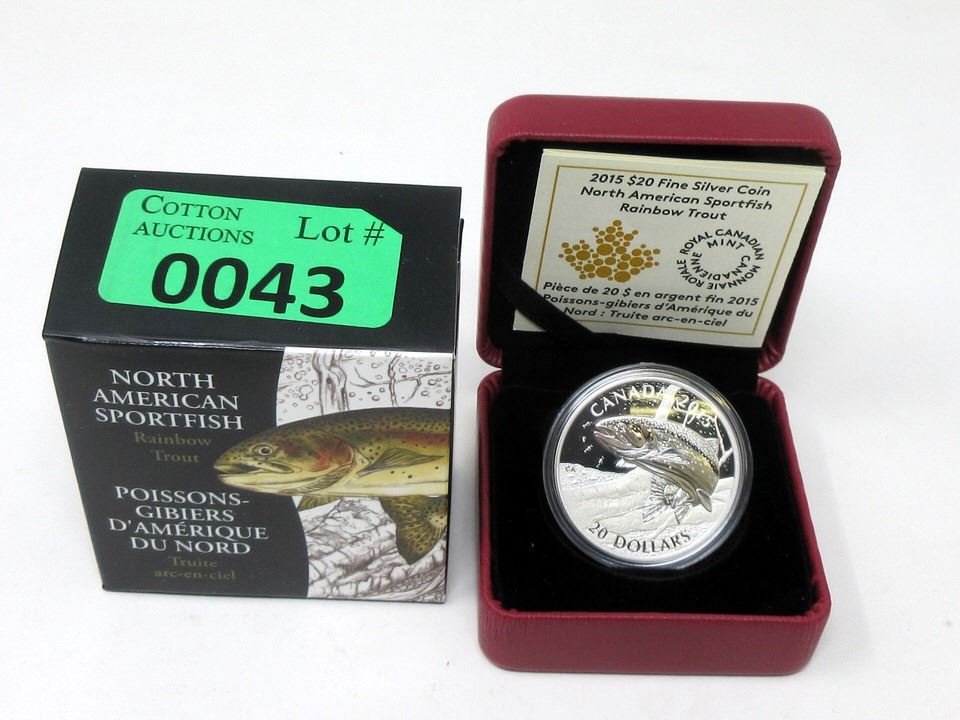 COTTON
AUCTIONS
Lot #
0043
NORTH
AMERICAN
SPORTFISH
Rainbow
Trout
POISSONS-
GIBIERS
D'AMÉRIQUE
DU NORD
Truite
arc-en-ciel
2015 $20 Fine Silver Coin
North American Sportfish
Rainbow Trout
ROYAL CANADIAN MINT
MONNAIE ROYALE CANADIENNE
Pièce de 20 $ en argent fin 2015
Poissons-gibiers d'Amérique du
Nord : Truite arc-en-ciel
CANADA 2015
CK
20 DOLLARS